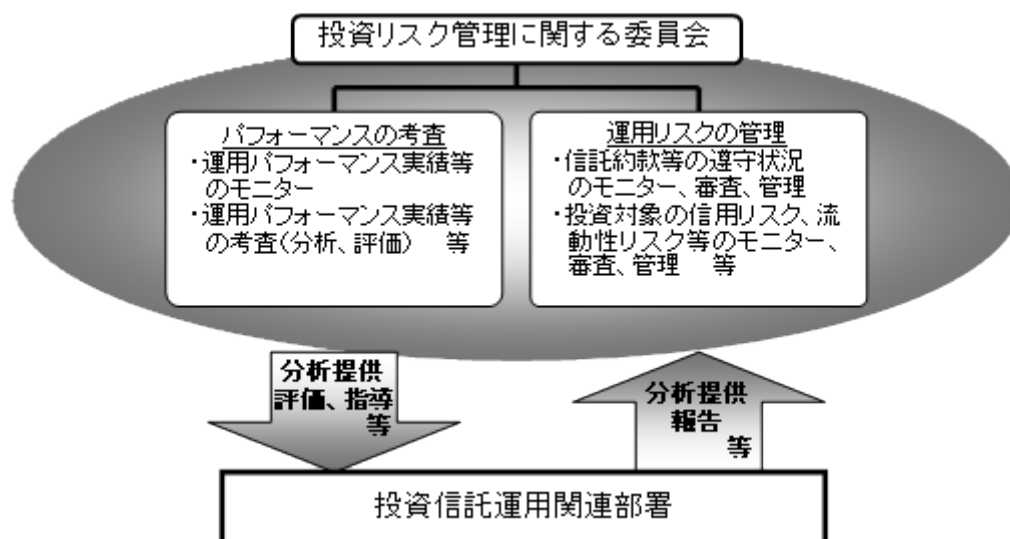 投資リスク管理に関する委員会
パフォーマンスの考査
・運用パフォーマンス実績等
のモニター
・運用パフォーマンス実績等
の考査(分析、評価) 等
運用リスクの管理
・信託約款等の遵守状況
のモニター、審査、管理
・投資対象の信用リスク、流
動性リスク等のモニター、
審査、管理 等
分析提供
評価、指導
等
分析提供
報告
等
投資信託運用関連部署